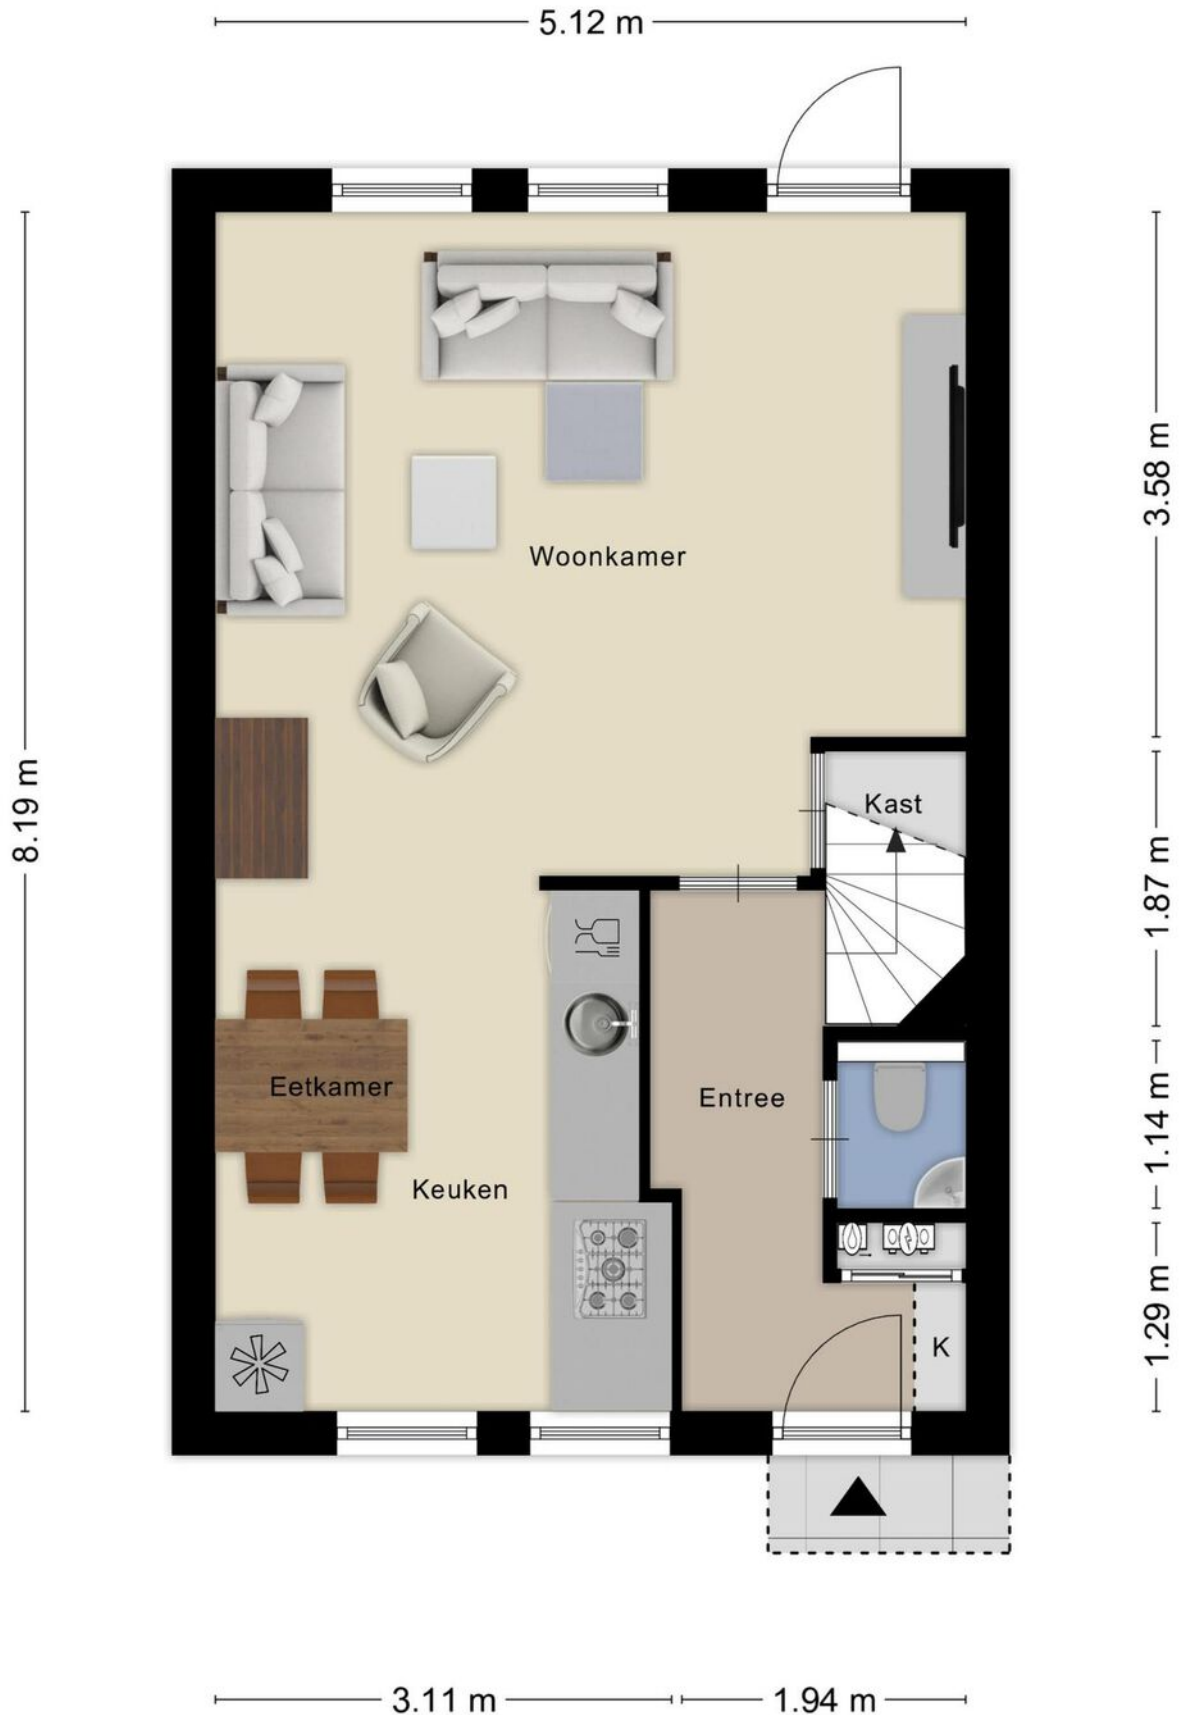 5.12 m
Woonkamer
3.58 m
Kast
8.19 m
1.87 m
Eetkamer
Entree
1.14 m
Keuken
1.29 m
K
3.11 m
1.94 m